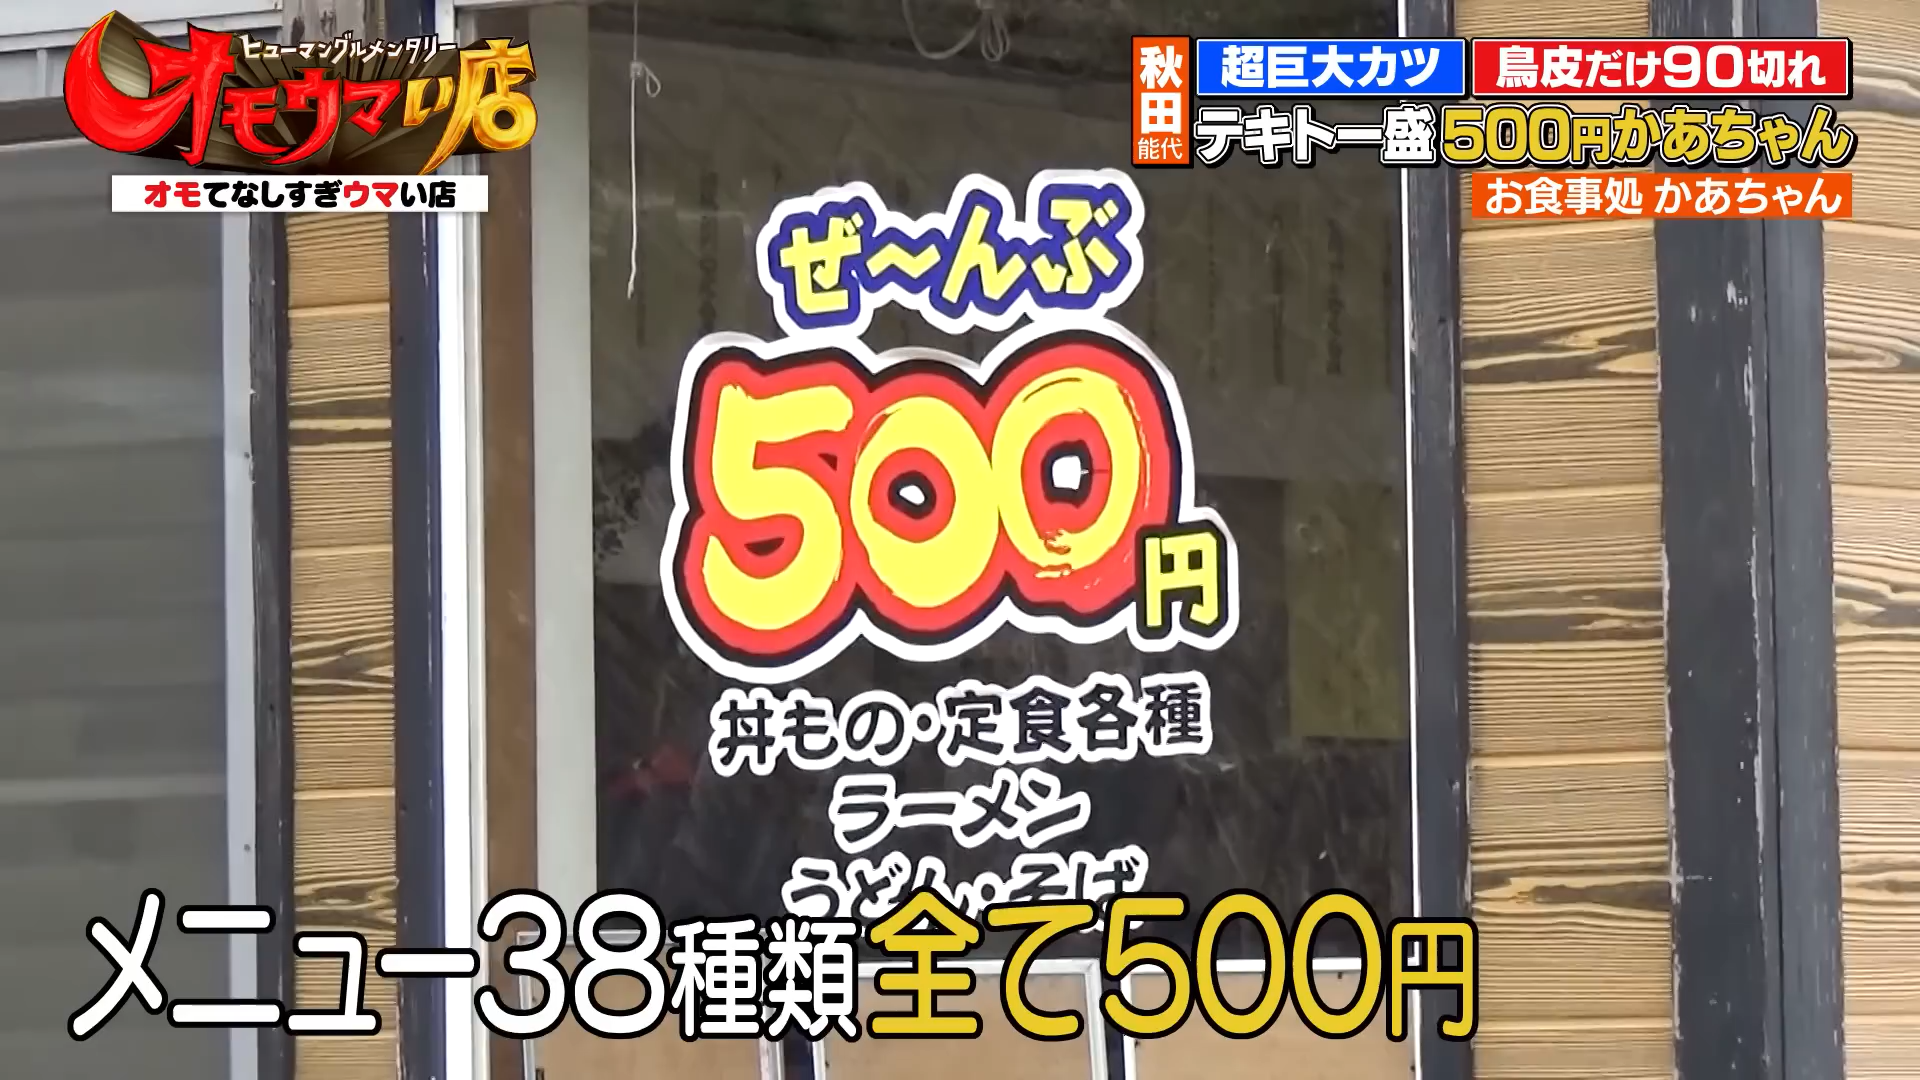 ヒューマングルメンタリー
オモウマい店
オモてなしすぎウマい店
秋田
能代
超巨大カツ
鳥皮だけ90切れ
テキトー盛500円かあちゃん
お食事処 かあちゃん
ぜ〜んぶ
500円
丼もの・定食各種
ラーメン
うどん・そば
メニュー38種類全て500円